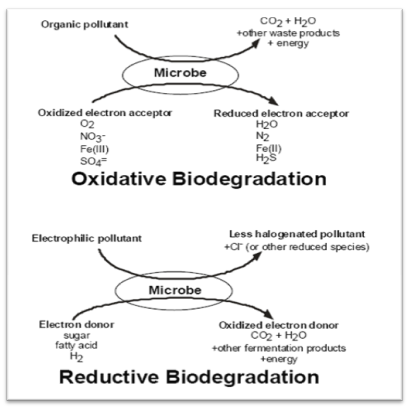 Organic pollutant
CO2 + H2O
+other waste products
+ energy
Microbe
Oxidized electron acceptor
O2
NO3-
Fe(III)
SO4=
Reduced electron acceptor
H2O
N2
Fe(II)
H2S
Oxidative Biodegradation
Electrophilic pollutant
Less halogenated pollutant
+Cl- (or other reduced species)
Microbe
Electron donor
sugar
fatty acid
H2
Oxidized electron donor
CO2 + H2O
+other fermentation products
+energy
Reductive Biodegradation